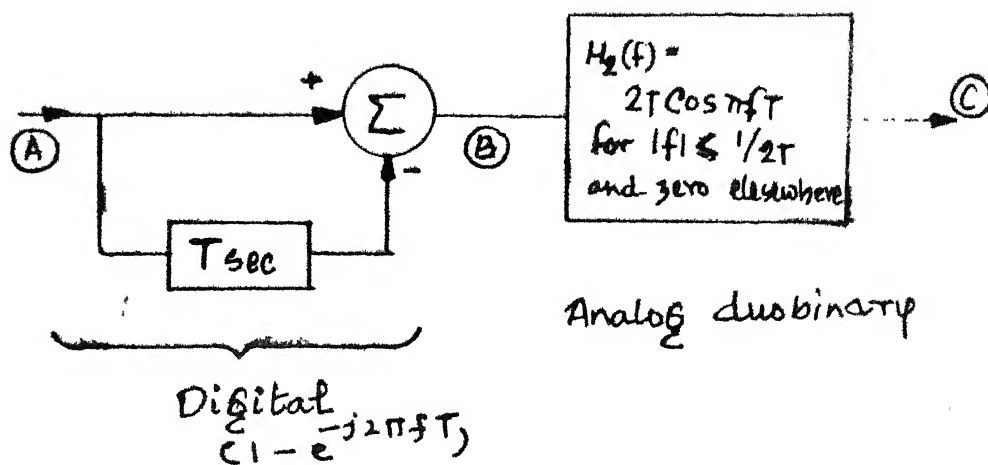 +
Σ
-
A
B
C
T sec
H₂(f) =
2T Cos πfT
for |f| ≤ 1/2T
and zero elsewhere
Analog duobinary
Digital
(1 - e^-j2πfT)